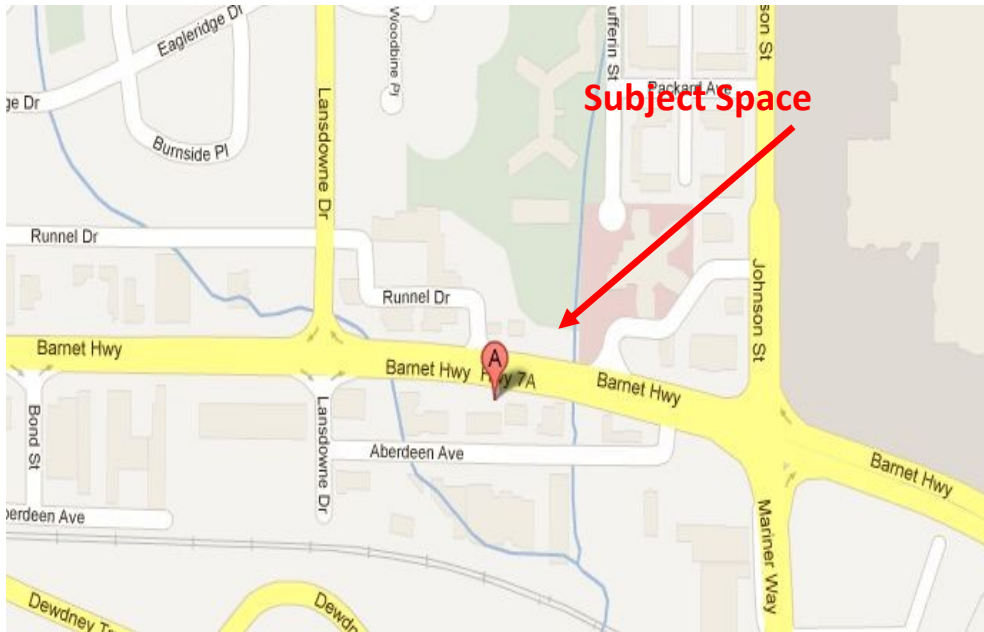 Eagleridge Dr
Woodbine Pl
ufferin St
nson St
Packard Ave
Subject Space
ge Dr
Lansdowne Dr
Burnside Pl
Runnel Dr
Johnson St
Runnel Dr
Barnet Hwy
A
Barnet Hwy
Hwy 7A
Barnet Hwy
Bond St
Lansdowne Dr
Aberdeen Ave
Barnet Hwy
berdeen Ave
Mariner Way
Dewdney Tr
Dewdn